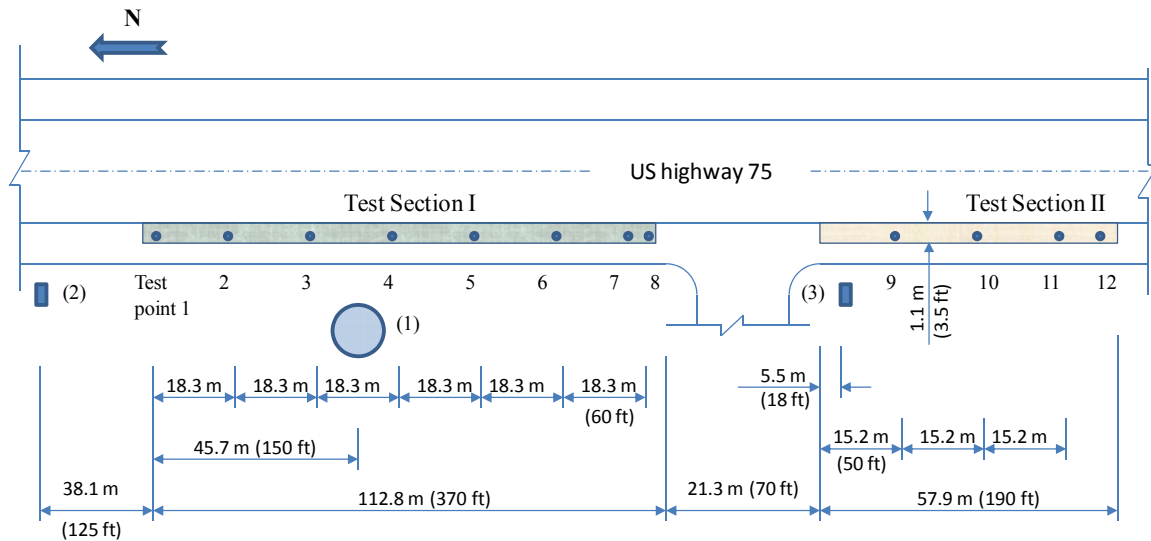 N
US highway 75
Test Section I
Test Section II
Test
point 1
2
3
4
5
6
7
8
9
10
11
12
(2)
(1)
(3)
1.1 m
(3.5 ft)
18.3 m
18.3 m
18.3 m
18.3 m
18.3 m
18.3 m
(60 ft)
5.5 m
(18 ft)
45.7 m (150 ft)
15.2 m
(50 ft)
15.2 m
15.2 m
38.1 m
(125 ft)
112.8 m (370 ft)
21.3 m (70 ft)
57.9 m (190 ft)